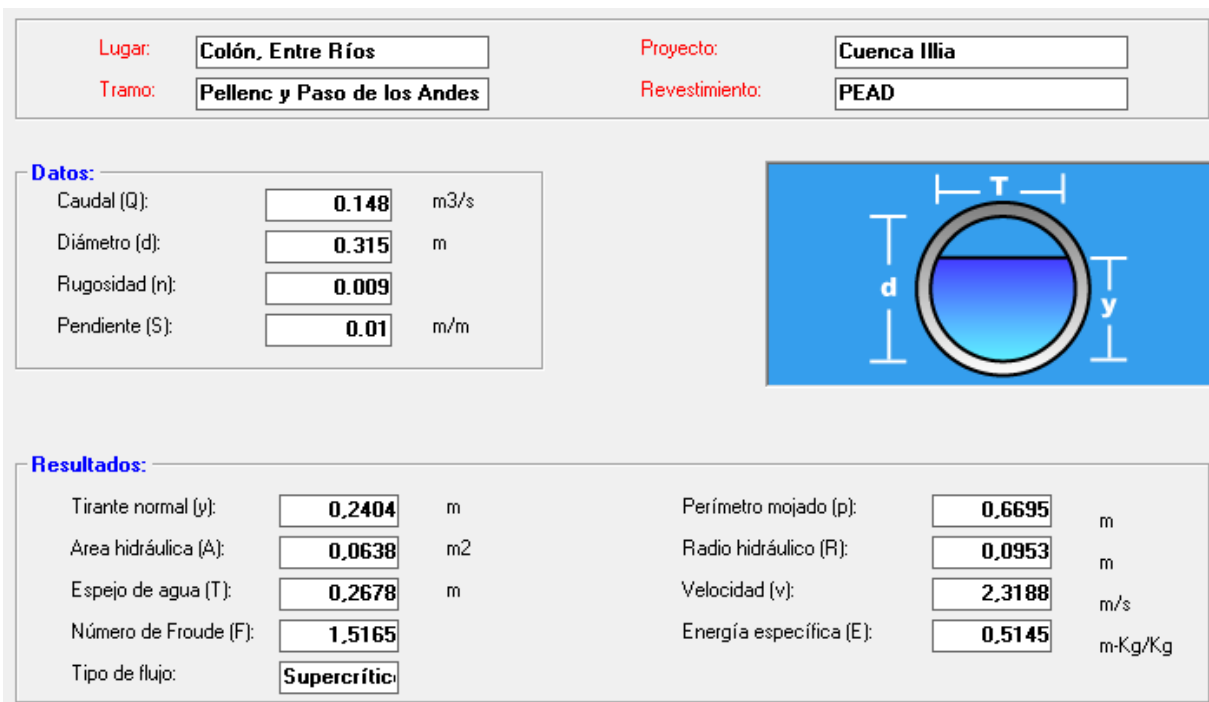 Lugar: Colón, Entre Ríos Proyecto: Cuenca Illia
Tramo: Pellenc y Paso de los Andes Revestimiento: PEAD
Datos:
Caudal (Q): 0.148 m3/s
Diámetro (d): 0.315 m
Rugosidad (n): 0.009
Pendiente (S): 0.01 m/m
T
d
y
Resultados:
Tirante normal (y): 0,2404 m Perímetro mojado (p): 0,6695 m
Area hidráulica (A): 0,0638 m2 Radio hidráulico (R): 0,0953 m
Espejo de agua (T): 0,2678 m Velocidad (v): 2,3188 m/s
Número de Froude (F): 1,5165 Energía específica (E): 0,5145 m-Kg/Kg
Tipo de flujo: Supercrític